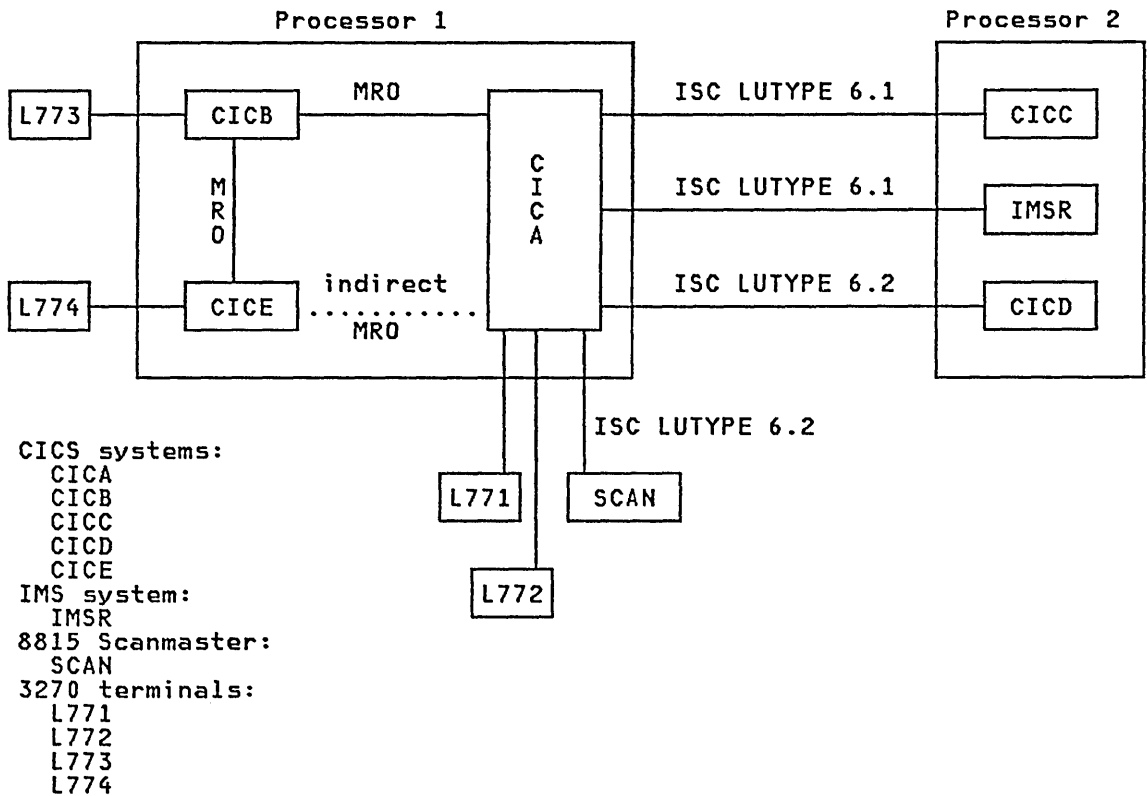 Processor 1
Processor 2
L773
CICB
MRO
CICA
ISC LUTYPE 6.1
CICC
MRO
ISC LUTYPE 6.1
IMSR
L774
CICE
indirect
MRO
ISC LUTYPE 6.2
CICD
ISC LUTYPE 6.2
L771
SCAN
L772
CICS systems:
CICA
CICB
CICC
CICD
CICE
IMS system:
IMSR
8815 Scanmaster:
SCAN
3270 terminals:
L771
L772
L773
L774